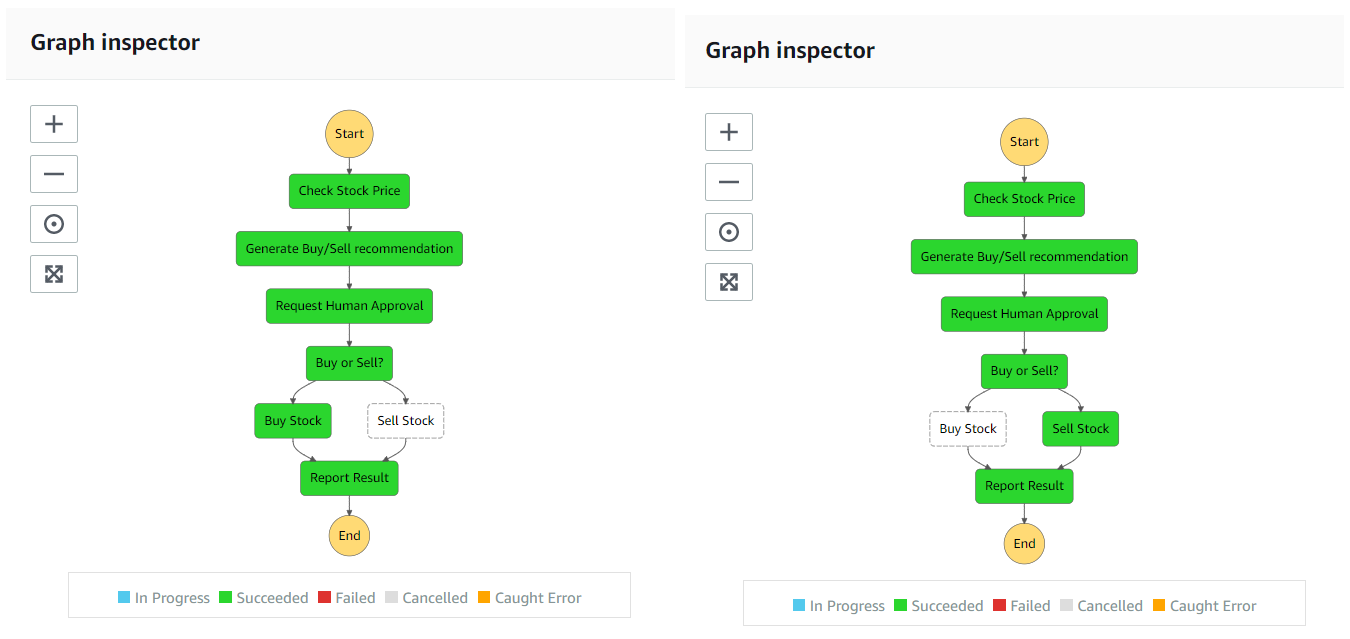 Graph inspector
Start
Check Stock Price
Generate Buy/Sell recommendation
Request Human Approval
Buy or Sell?
Buy Stock
Sell Stock
Report Result
End
In Progress Succeeded Failed Cancelled Caught Error
Graph inspector
Start
Check Stock Price
Generate Buy/Sell recommendation
Request Human Approval
Buy or Sell?
Buy Stock
Sell Stock
Report Result
End
In Progress Succeeded Failed Cancelled Caught Error